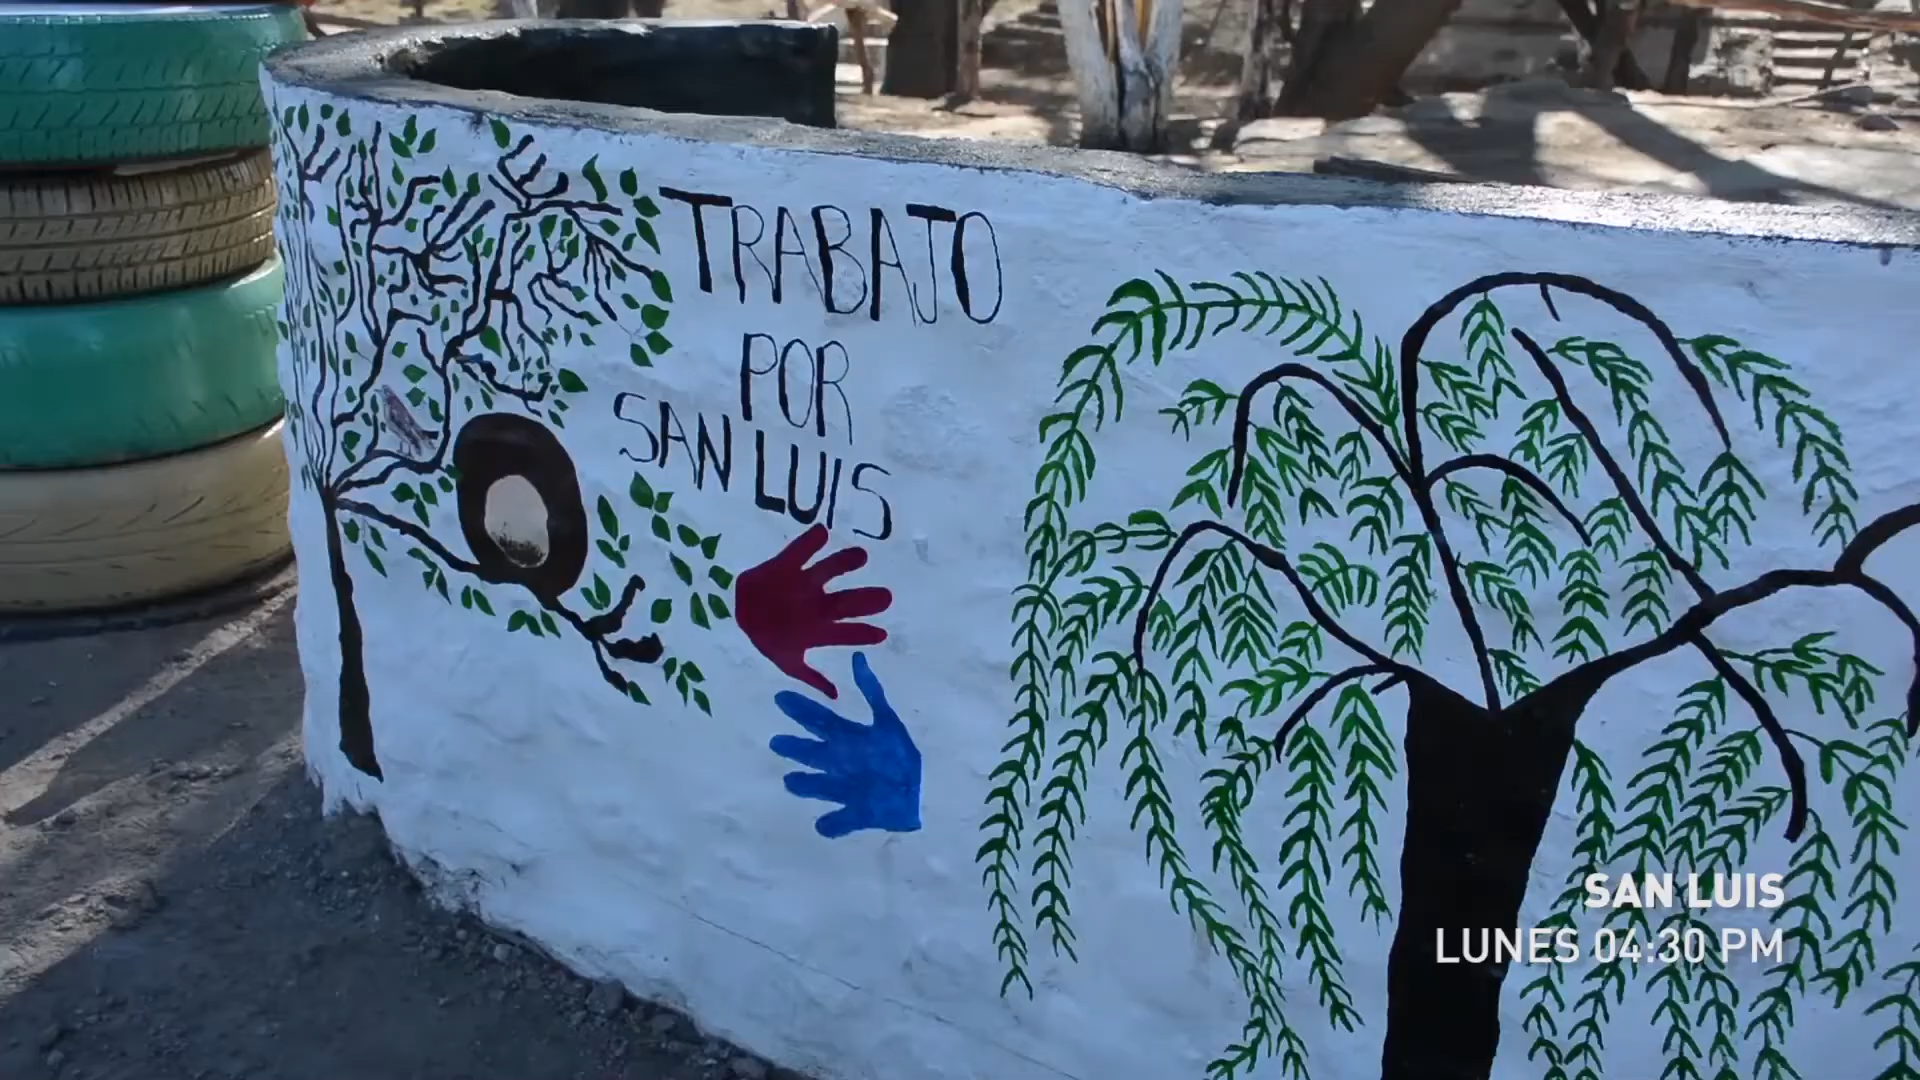 TRABAJO
POR
SAN LUIS
SAN LUIS
LUNES 04:30 PM